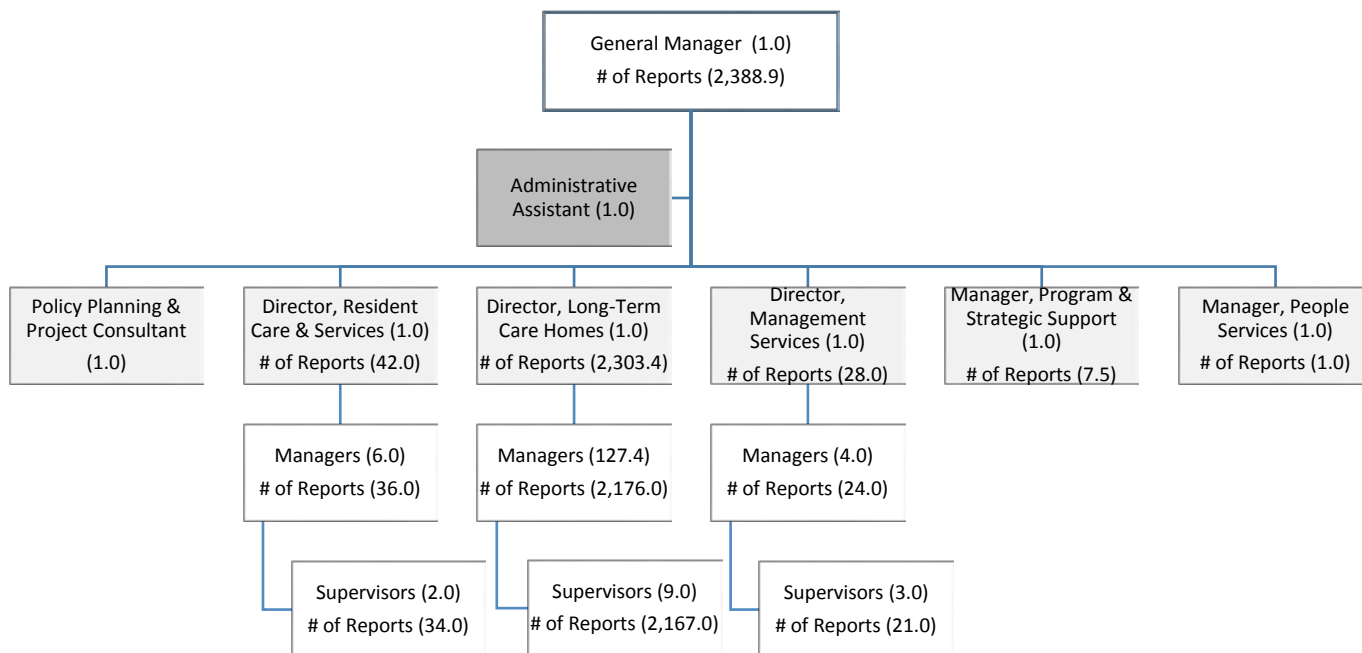 General Manager (1.0)
# of Reports (2,388.9)
Administrative
Assistant (1.0)
Policy Planning &
Project Consultant
(1.0)
Director, Resident
Care & Services (1.0)
# of Reports (42.0)
Director, Long-Term
Care Homes (1.0)
# of Reports (2,303.4)
Director,
Management
Services (1.0)
# of Reports (28.0)
Manager, Program &
Strategic Support
(1.0)
# of Reports (7.5)
Manager, People
Services (1.0)
# of Reports (1.0)
Managers (6.0)
# of Reports (36.0)
Managers (127.4)
# of Reports (2,176.0)
Managers (4.0)
# of Reports (24.0)
Supervisors (2.0)
# of Reports (34.0)
Supervisors (9.0)
# of Reports (2,167.0)
Supervisors (3.0)
# of Reports (21.0)